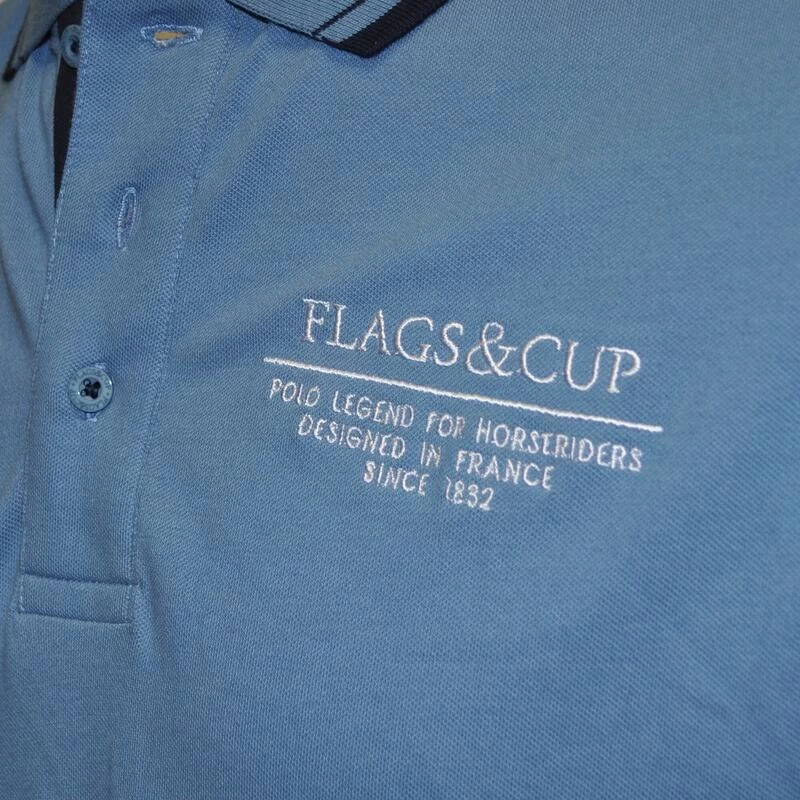 FLAGS&CUP
POLO LEGEND FOR HORSERIDERS
DESIGNED IN FRANCE
SINCE 1832